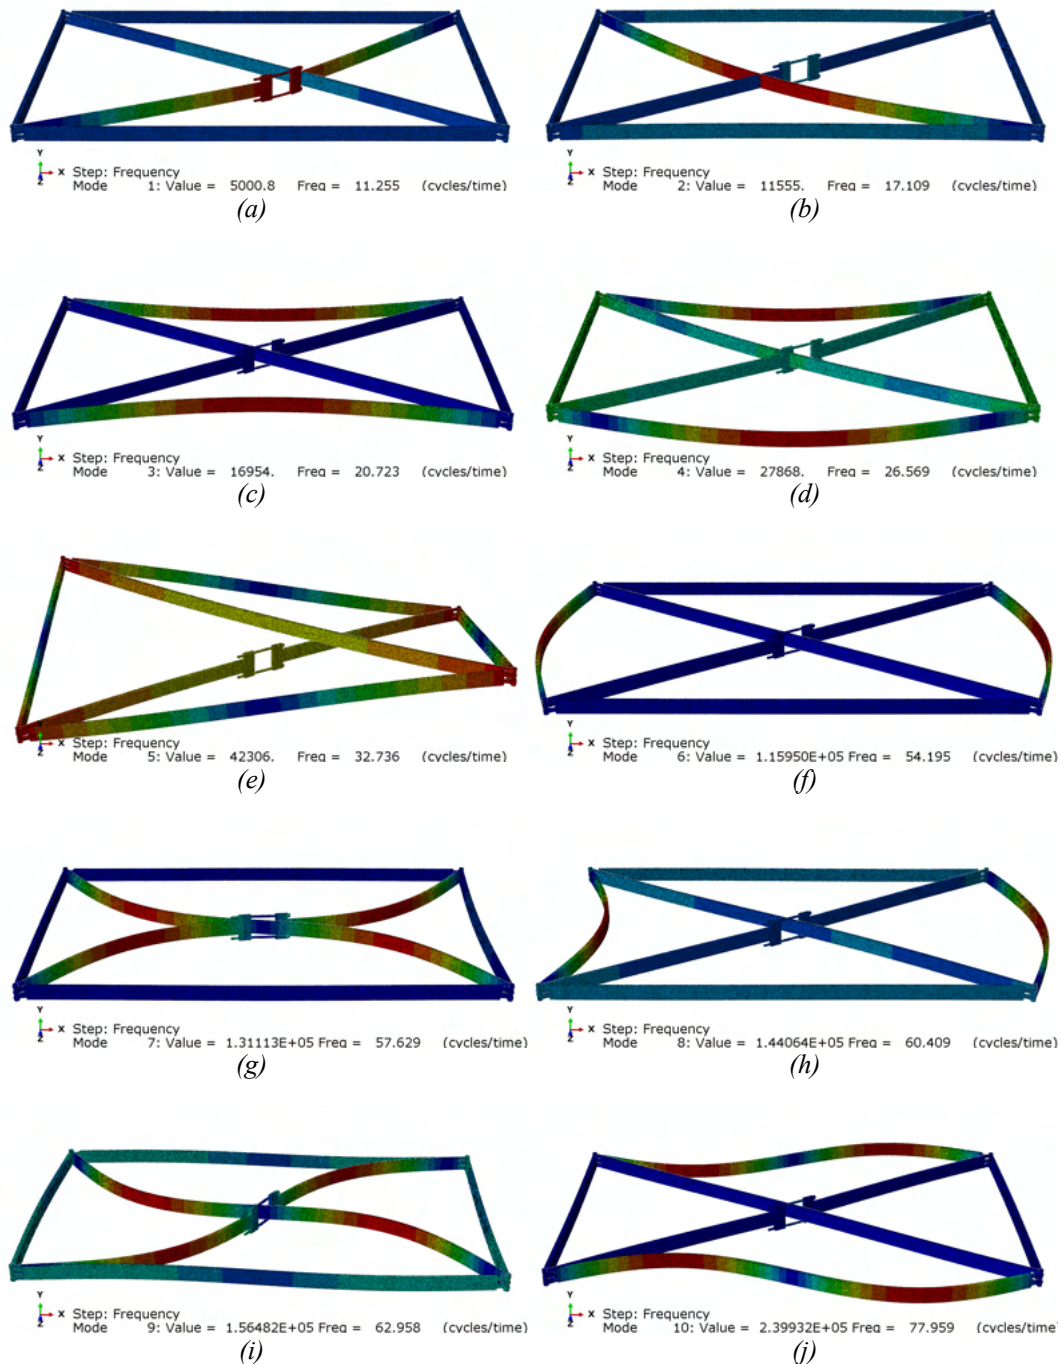 Y
X Step: Frequency
Z Mode 1: Value = 5000.8 Freq = 11.255 (cycles/time)
(a)
Y
X Step: Frequency
Z Mode 2: Value = 11555. Freq = 17.109 (cycles/time)
(b)
Y
X Step: Frequency
Z Mode 3: Value = 16954. Freq = 20.723 (cycles/time)
(c)
Y
X Step: Frequency
Z Mode 4: Value = 27868. Freq = 26.569 (cycles/time)
(d)
Y
X Step: Frequency
Z Mode 5: Value = 42306. Freq = 32.736 (cycles/time)
(e)
Y
X Step: Frequency
Z Mode 6: Value = 1.15950E+05 Freq = 54.195 (cycles/time)
(f)
Y
X Step: Frequency
Z Mode 7: Value = 1.31113E+05 Freq = 57.629 (cycles/time)
(g)
Y
X Step: Frequency
Z Mode 8: Value = 1.44064E+05 Freq = 60.409 (cycles/time)
(h)
Y
X Step: Frequency
Z Mode 9: Value = 1.56482E+05 Freq = 62.958 (cycles/time)
(i)
Y
X Step: Frequency
Z Mode 10: Value = 2.39932E+05 Freq = 77.959 (cycles/time)
(j)